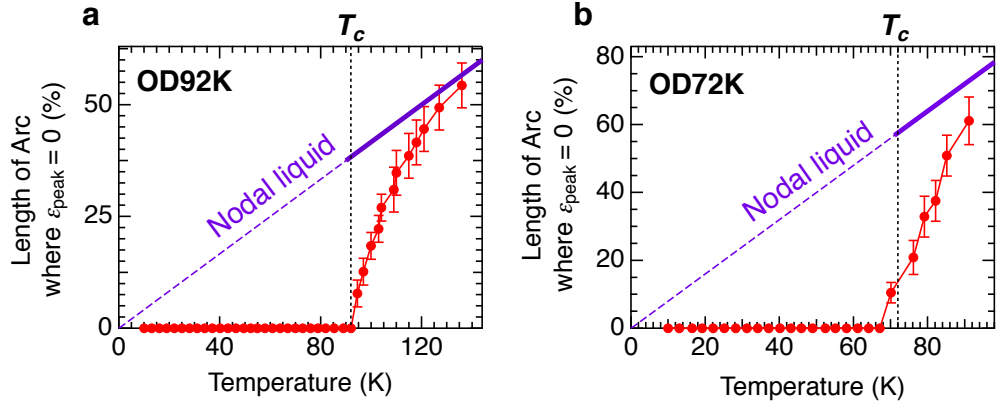 a
T_c
OD92K
Nodal liquid
Length of Arc
where ε_peak = 0 (%)
50
25
0
0
40
80
120
Temperature (K)
b
T_c
OD72K
Nodal liquid
Length of Arc
where ε_peak = 0 (%)
80
60
40
20
0
0
20
40
60
80
Temperature (K)